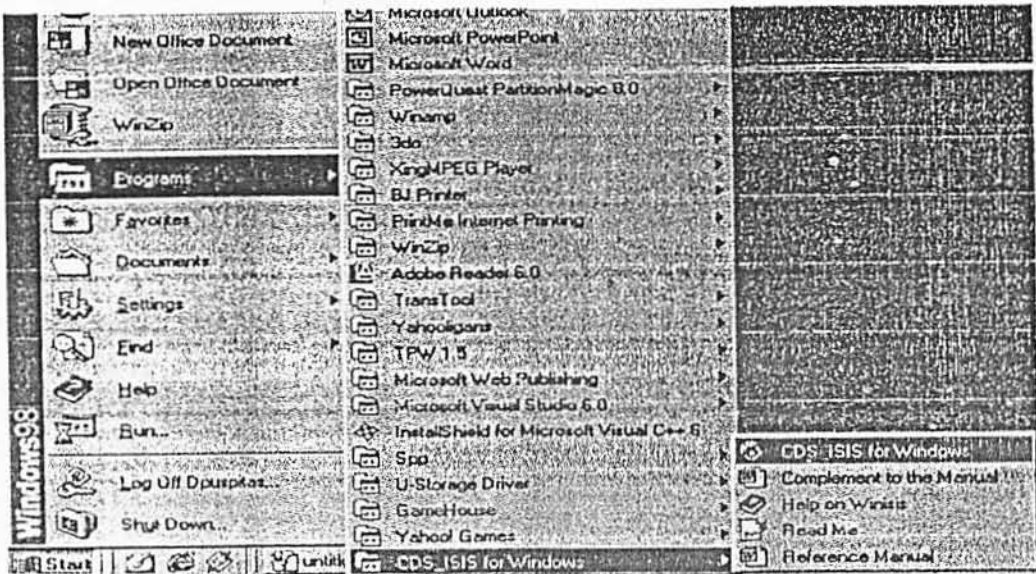 New Office Document
Open Office Document
WinZip
Programs
Favorites
Documents
Settings
Find
Help
Run...
Log Off Dpuspitas...
Shut Down...
Windows98
Start
untitl
Microsoft Outlook
Microsoft PowerPoint
Microsoft Word
PowerQuest PartitionMagic 8.0
Winamp
3do
XingMPEG Player
BJ Printer
PrintMe Internet Printing
WinZip
Adobe Reader 6.0
TransTool
Yahooligans
TPW 1.5
Microsoft Web Publishing
Microsoft Visual Studio 6.0
InstallShield for Microsoft Visual C++ 6
Spp
U-Storage Driver
GameHouse
Yahoo! Games
CDS_ISIS for Windows
CDS_ISIS for Windows
Complement to the Manual
Help on Winisis
Read Me
Reference Manual